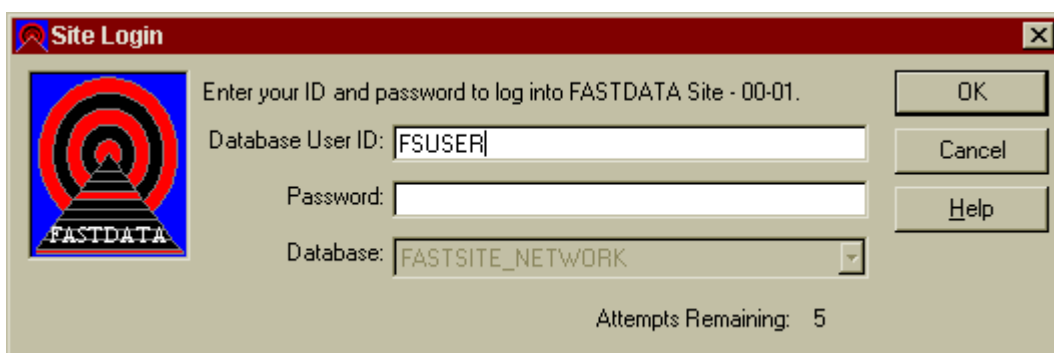 Site Login
Enter your ID and password to log into FASTDATA Site - 00-01.
OK
Database User ID: FSUSER
Cancel
Password:
Help
FASTDATA
Database: FASTSITE_NETWORK
Attempts Remaining: 5